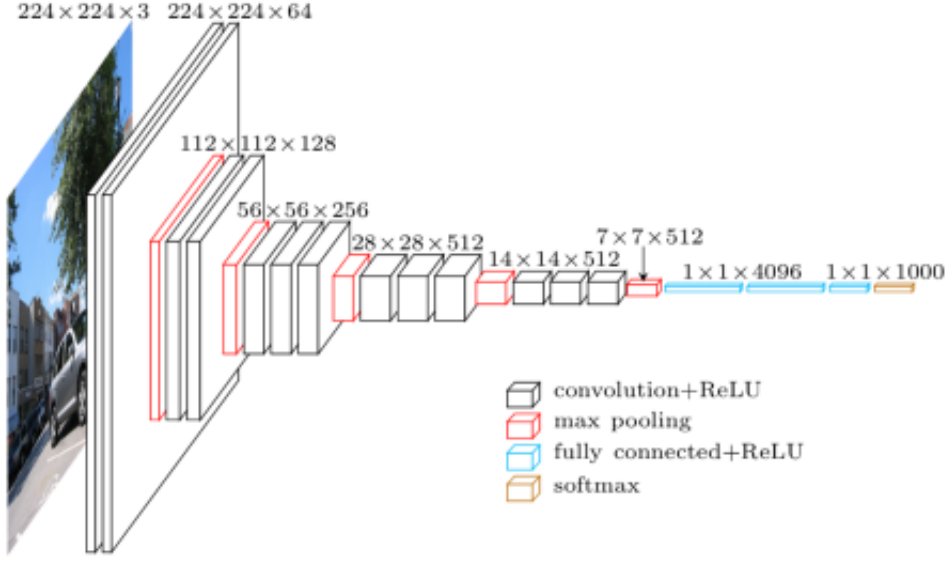 224×224×3
224×224×64
112×112×128
56×56×256
28×28×512
14×14×512
7×7×512
1×1×4096
1×1×1000
convolution+ReLU
max pooling
fully connected+ReLU
softmax